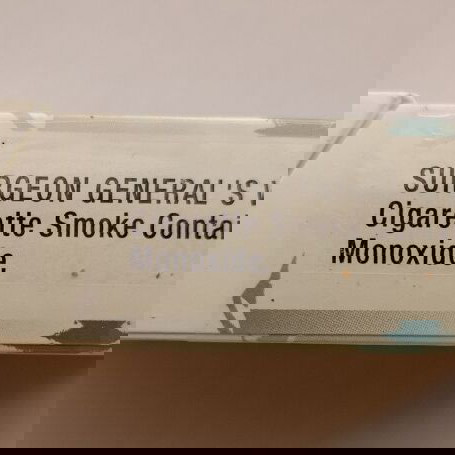 SURGEON GENERAL'S
Cigarette Smoke Contai
Monoxide.